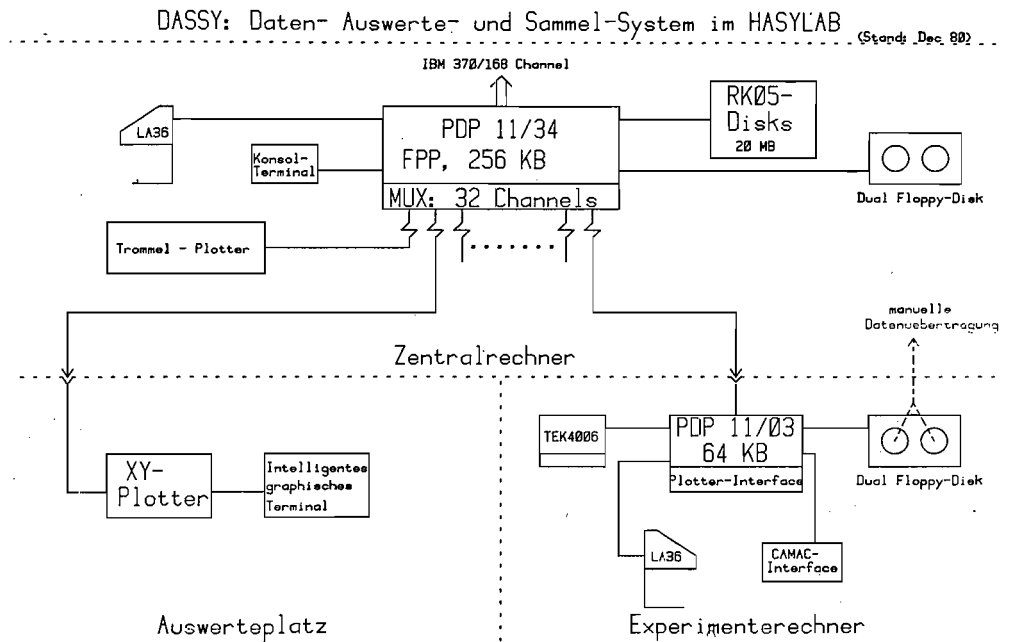 DASSY: Daten- Auswerte- und Sammel-System im HASYLAB
(Stand: Dec 80)
IBM 370/168 Channel
LA36
PDP 11/34
FPP, 256 KB
MUX: 32 Channels
RK05-
Disks
20 MB
Konsol-
Terminal
Dual Floppy-Disk
Trommel - Plotter
manuelle
Datenuebertragung
Zentralrechner
XY-
Plotter
Intelligentes
graphisches
Terminal
TEK4006
PDP 11/03
64 KB
Plotter-Interface
Dual Floppy-Disk
LA36
CAMAC-
Interface
Auswerteplatz
Experimenterechner